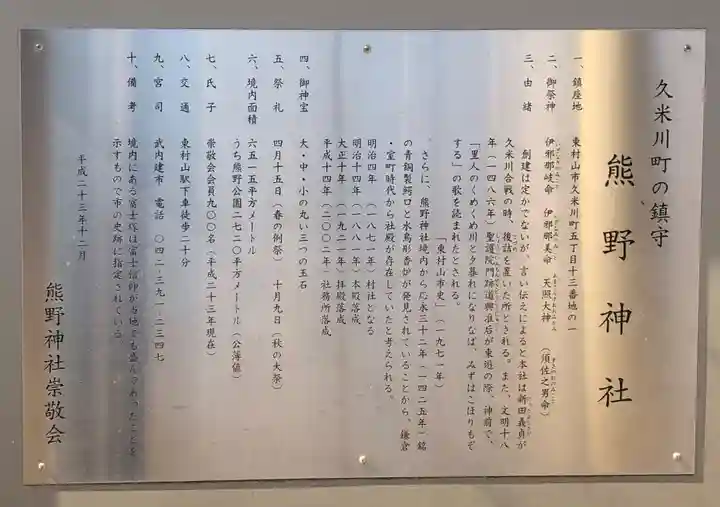 久米川町の鎮守
熊野神社
一、鎮座地　東村山市久米川町五丁目十三番地の一
二、御祭神　伊邪那岐命　伊邪那美命　天照大神　（須佐之男命）
三、由緒　創建は定かでないが、言い伝えによると本社は新田義貞が
久米川合戦の時、後詰を置いた所とされる。また、文明十八
年（一四八六年）聖護院門跡道興准后が東遊の際、神前で、
「里人のくめくめ川と夕暮れになりなば、みずはこほりもぞ
する」の歌を読まれたとされる。
「東村山市史」（一九七一年）
さらに、熊野神社境内から応永三十二年（一四二五年）銘
の青銅製鰐口と水鳥形香炉が発見されていることから、鎌倉
・室町時代から社殿が存在していたと考えられる。
明治四年（一八七一年）村社となる
明治十四年（一八八一年）本殿落成
大正十年（一九二一年）拝殿落成
平成十四年（二〇〇二年）社務所落成
四、御神宝　大・中・小の丸い三つの玉石
五、祭礼　四月十五日（春の例祭）　十月九日（秋の大祭）
六、境内面積　六五一五平方メートル
うち熊野公園二七二〇平方メートル（公簿値）
七、氏子　崇敬会会員九〇〇名（平成二十三年現在）
八、交通　東村山駅下車徒歩二十分
九、宮司　武内建市　電話　〇四二-三九一-二三四七
十、備考　境内にある富士塚は富士信仰が当地でも盛んであったことを
示すもので市の史跡に指定されている
平成二十三年十二月
熊野神社崇敬会